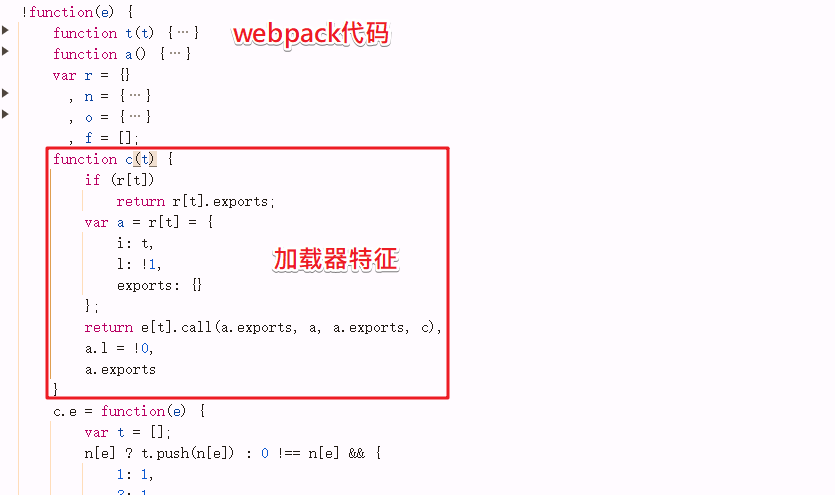 !function(e) {
function t(t) {…}
webpack代码
function a() {…}
var r = {}
, n = {…}
, o = {…}
, f = [];
function c(t) {
if (r[t])
return r[t].exports;
var a = r[t] = {
i: t,
l: !1,
加载器特征
exports: {}
};
return e[t].call(a.exports, a, a.exports, c),
a.l = !0,
a.exports
}
c.e = function(e) {
var t = [];
n[e] ? t.push(n[e]) : 0 !== n[e] && {
1: 1,